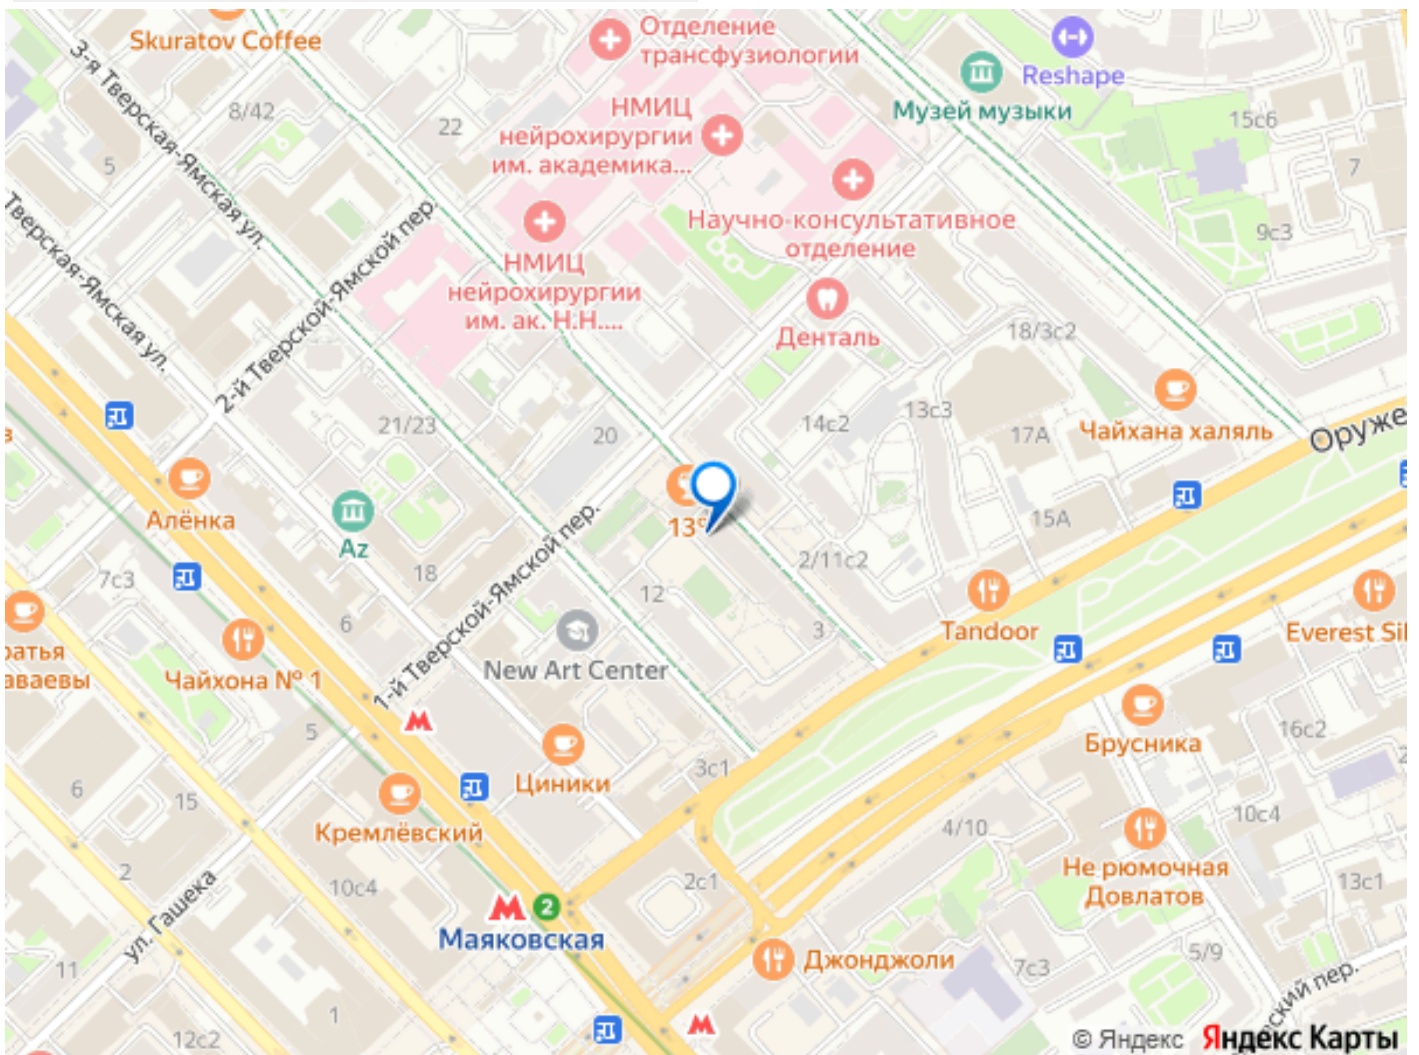 Skuratov Coffee
Отделение
трансфузиологии
Reshape
Музей музыки
3-я Тверская-Ямская ул.
8/42
22
НМИЦ
нейрохирургии
им. академика...
15с6
5
7
Тверская-Ямская ул.
2-й Тверской-Ямской пер.
Научно-консультативное
отделение
9с3
НМИЦ
нейрохирургии
им. ак. Н.Н....
Денталь
18/3с2
21/23
20
14с2
13с3
17А
Чайхана халяль
Оруже
Алёнка
Az
13°
15А
1-й Тверской-Ямской пер.
7с3
18
12
2/11с2
6
3
Tandoor
Everest Sil
ратья
аваевы
Чайхона № 1
New Art Center
5
Циники
3с1
Брусника
16с2
2
6
15
Кремлёвский
4/10
10с4
2
ул. Гашека
10с4
2с1
Не рюмочная
Довлатов
13с1
2
Маяковская
11
Джонджоли
7с3
5/9
ский пер.
1
12с2
© Яндекс Яндекс Карты